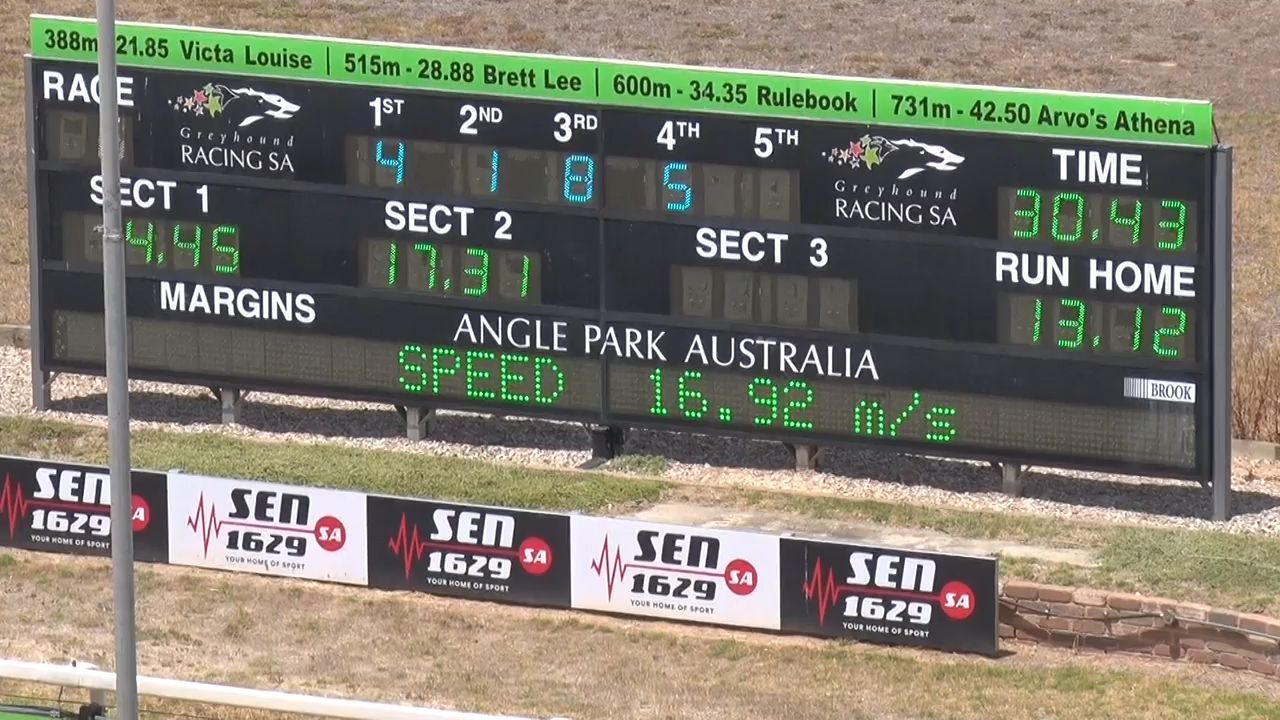 388m 21.85 Victa Louise | 515m - 28.88 Brett Lee | 600m - 34.35 Rulebook | 731m - 42.50 Arvo's Athena
RACE
Greyhound
RACING SA
1ST 2ND 3RD 4TH 5TH
4 1 8 5
Greyhound
RACING SA
TIME
30.43
SECT 1
4.45
SECT 2
17.31
SECT 3
RUN HOME
13.12
MARGINS
ANGLE PARK AUSTRALIA
SPEED 16.92 m/s
BROOK
SEN
1629 SA
YOUR HOME OF SPORT
SEN
1629 SA
YOUR HOME OF SPORT
SEN
1629 SA
YOUR HOME OF SPORT
SEN
1629 SA
YOUR HOME OF SPORT
SEN
1629 SA
YOUR HOME OF SPORT